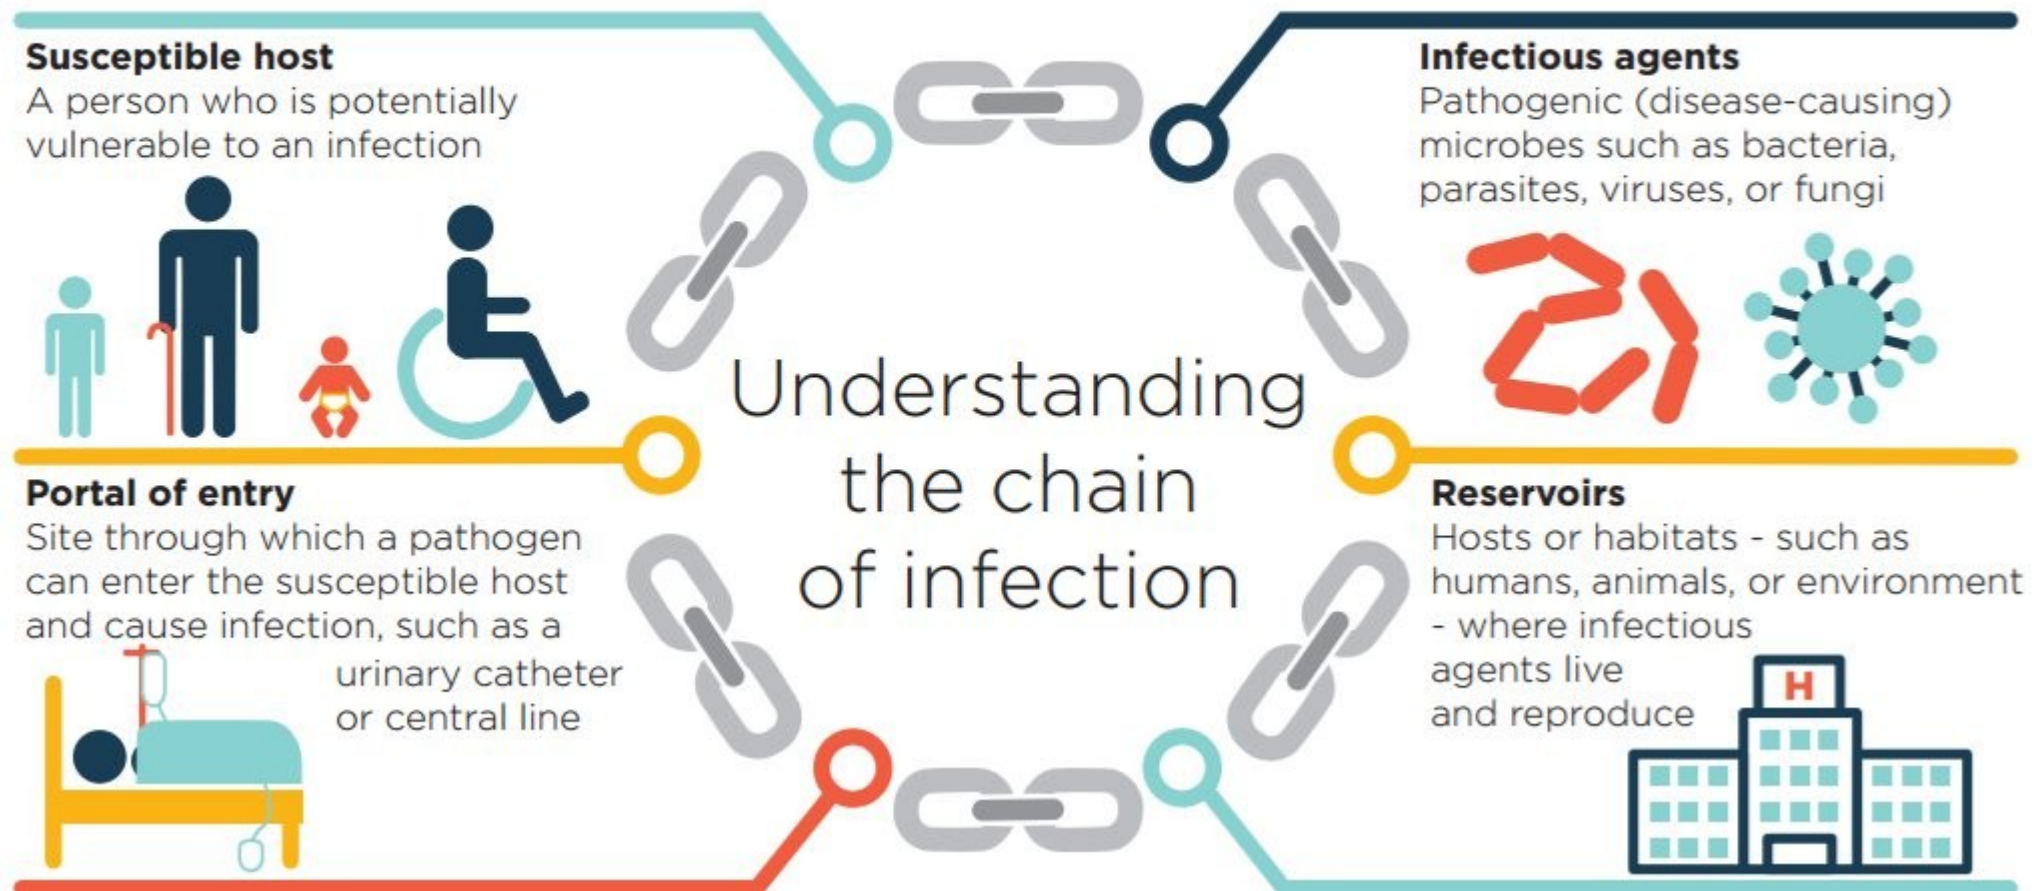 Susceptible host
A person who is potentially
vulnerable to an infection
Infectious agents
Pathogenic (disease-causing)
microbes such as bacteria,
parasites, viruses, or fungi
Understanding
the chain
of infection
Portal of entry
Site through which a pathogen
can enter the susceptible host
and cause infection, such as a
urinary catheter
or central line
Reservoirs
Hosts or habitats - such as
humans, animals, or environment
- where infectious
agents live
and reproduce
H